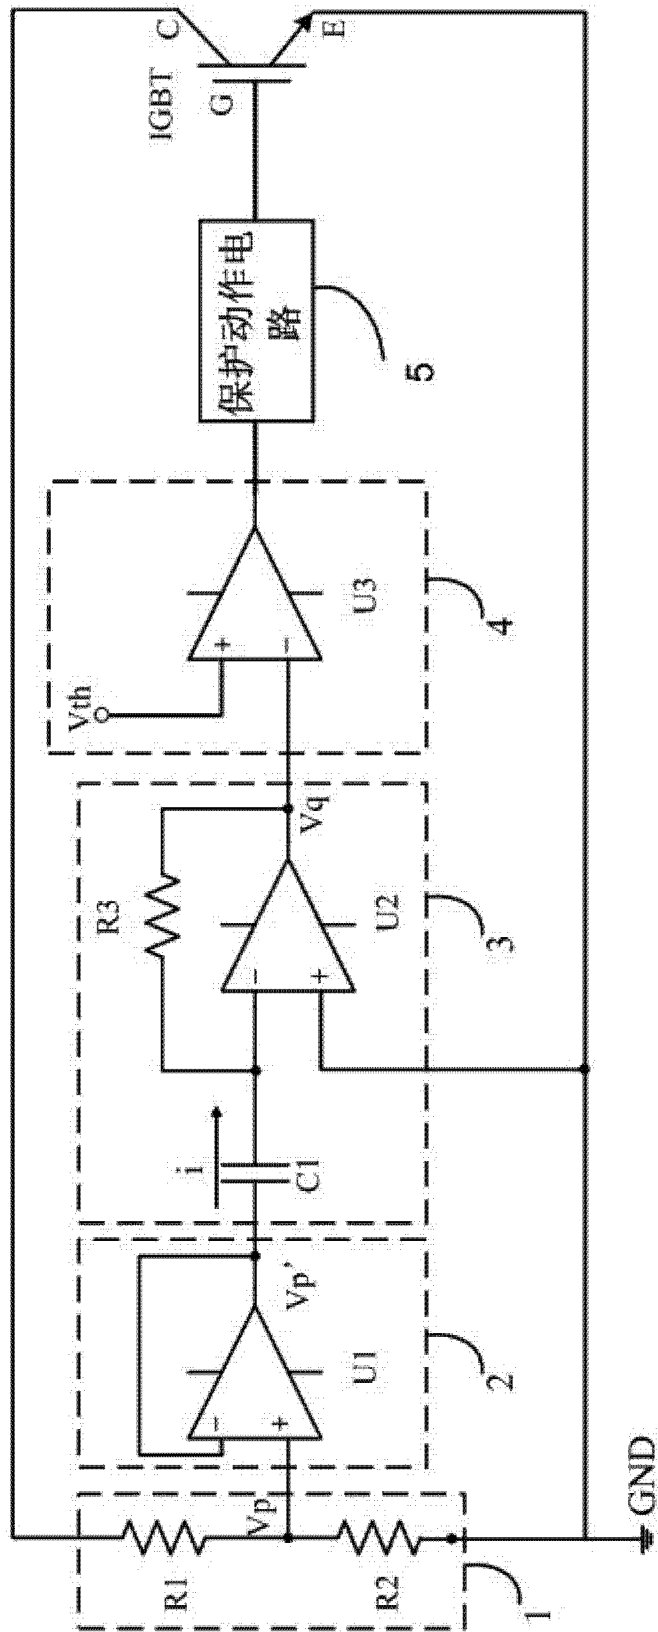 C
E
IGBT
G
保护动作电
路
5
Vth
+
−
U3
4
R3
Vq
−
+
U2
3
i
C1
Vp'
−
+
U1
2
Vp
R1
R2
1
GND